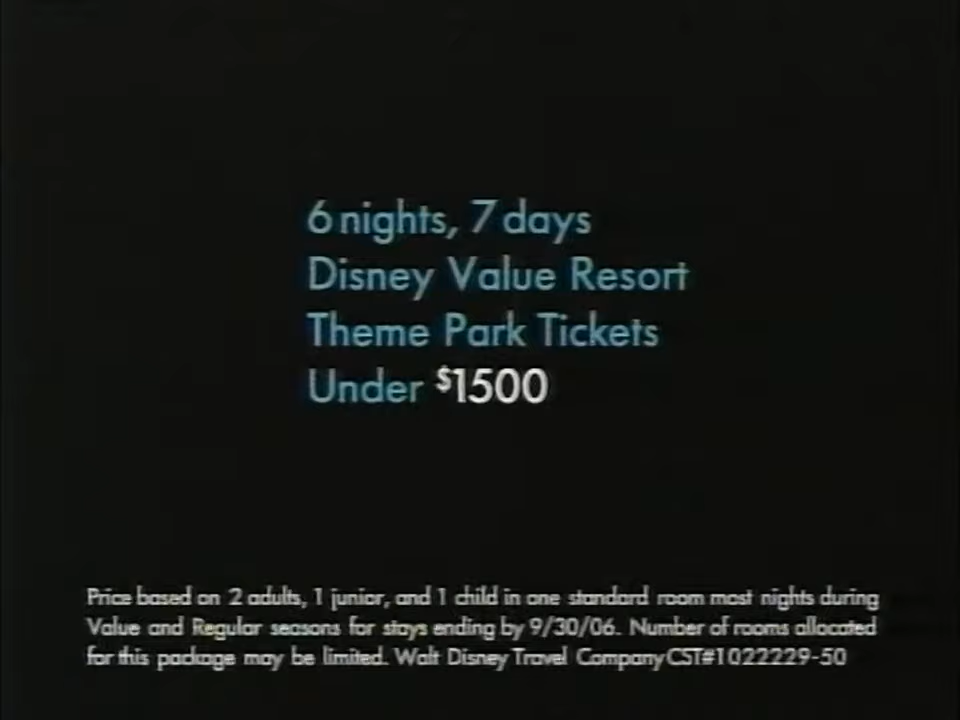 6 nights, 7 days
Disney Value Resort
Theme Park Tickets
Under $1500
Price based on 2 adults, 1 junior, and 1 child in one standard room most nights during
Value and Regular seasons for stays ending by 9/30/06. Number of rooms allocated
for this package may be limited. Walt Disney Travel Company CST#1022229-50